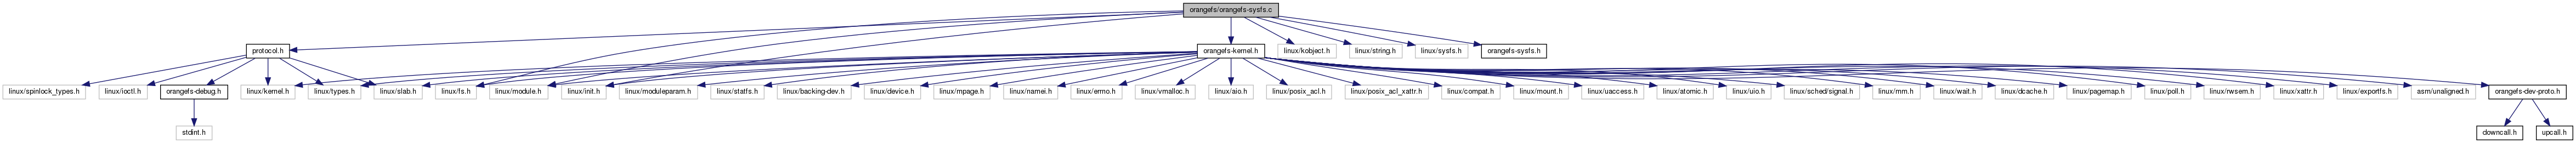 orangefs/orangefs-sysfs.c
protocol.h
orangefs-kernel.h
linux/kobject.h
linux/string.h
linux/sysfs.h
orangefs-sysfs.h
linux/spinlock_types.h
linux/ioctl.h
orangefs-debug.h
linux/kernel.h
linux/types.h
linux/slab.h
linux/fs.h
linux/module.h
linux/init.h
linux/moduleparam.h
linux/statfs.h
linux/backing-dev.h
linux/device.h
linux/mpage.h
linux/namei.h
linux/errno.h
linux/vmalloc.h
linux/aio.h
linux/posix_acl.h
linux/posix_acl_xattr.h
linux/compat.h
linux/mount.h
linux/uaccess.h
linux/atomic.h
linux/uio.h
linux/sched/signal.h
linux/mm.h
linux/wait.h
linux/dcache.h
linux/pagemap.h
linux/poll.h
linux/rwsem.h
linux/xattr.h
linux/exportfs.h
asm/unaligned.h
orangefs-dev-proto.h
stdint.h
downcall.h
upcall.h